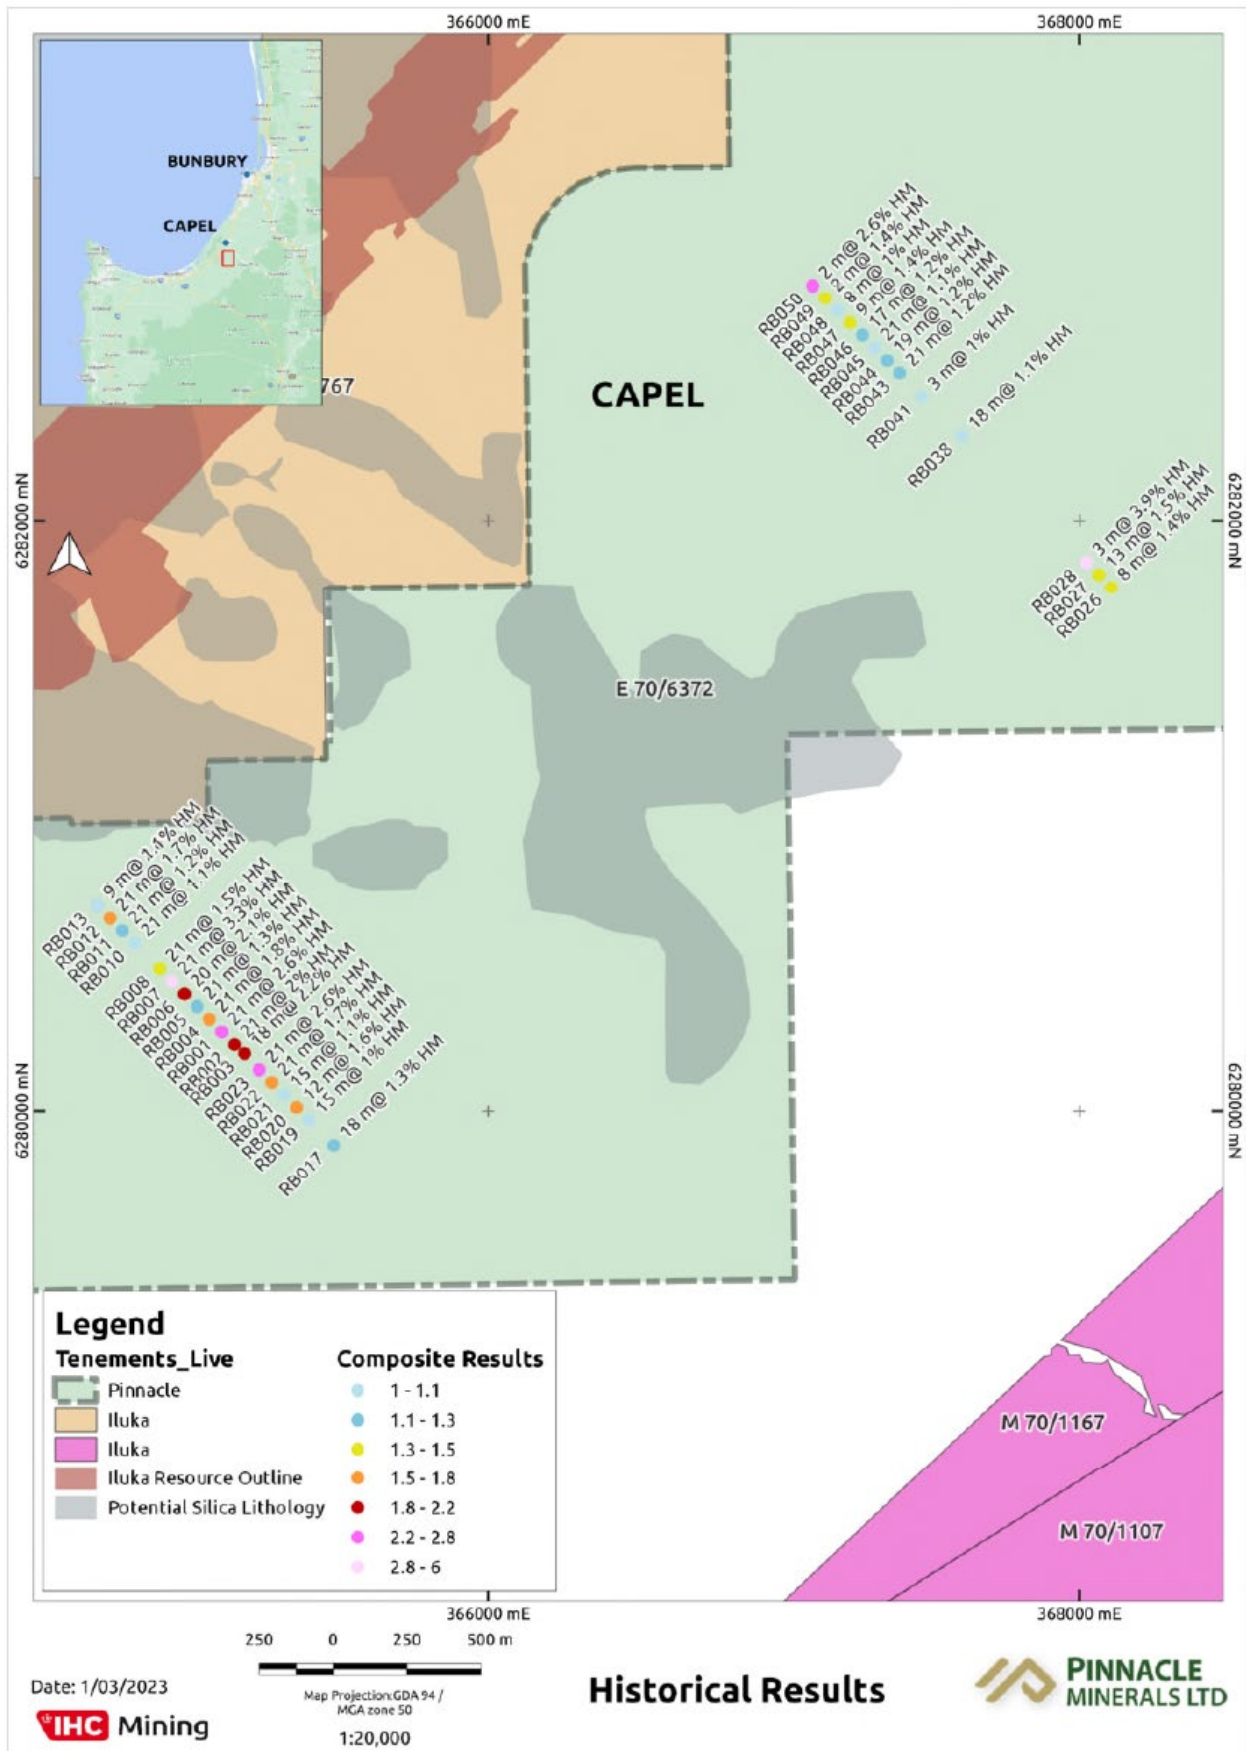 366000 mE
368000 mE
BUNBURY
CAPEL
767
CAPEL
2 m@ 2.6% HM
2 m@ 1.4% HM
8 m@ 1% HM
9 m@ 1.4% HM
17 m@ 1.2% HM
21 m@ 1.1% HM
19 m@ 1.2% HM
21 m@ 1.2% HM
3 m@ 1% HM
18 m@ 1.1% HM
RB050
RB049
RB048
RB047
RB046
RB045
RB044
RB043
RB041
RB038
6282000 mN
6282000 mN
3 m@ 3.9% HM
13 m@ 1.5% HM
8 m@ 1.4% HM
RB028
RB027
RB026
E 70/6372
9 m@ 1.1% HM
21 m@ 1.7% HM
21 m@ 1.2% HM
21 m@ 1.1% HM
RB013
RB012
RB011
RB010
21 m@ 1.5% HM
21 m@ 3.3% HM
20 m@ 2.1% HM
21 m@ 1.3% HM
21 m@ 1.8% HM
21 m@ 2.6% HM
21 m@ 2% HM
18 m@ 2.2% HM
21 m@ 2.6% HM
21 m@ 1.7% HM
15 m@ 1.1% HM
12 m@ 1.6% HM
15 m@ 1% HM
18 m@ 1.3% HM
RB008
RB007
RB006
RB005
RB004
RB001
RB002
RB003
RB023
RB022
RB021
RB020
RB019
RB017
6280000 mN
6280000 mN
Legend
Tenements_Live
Pinnacle
Iluka
Iluka
Iluka Resource Outline
Potential Silica Lithology
Composite Results
1 - 1.1
1.1 - 1.3
1.3 - 1.5
1.5 - 1.8
1.8 - 2.2
2.2 - 2.8
2.8 - 6
M 70/1167
M 70/1107
366000 mE
368000 mE
250 0 250 500 m
Map Projection:GDA 94 /
MGA zone 50
1:20,000
Date: 1/03/2023
IHC Mining
Historical Results
PINNACLE
MINERALS LTD